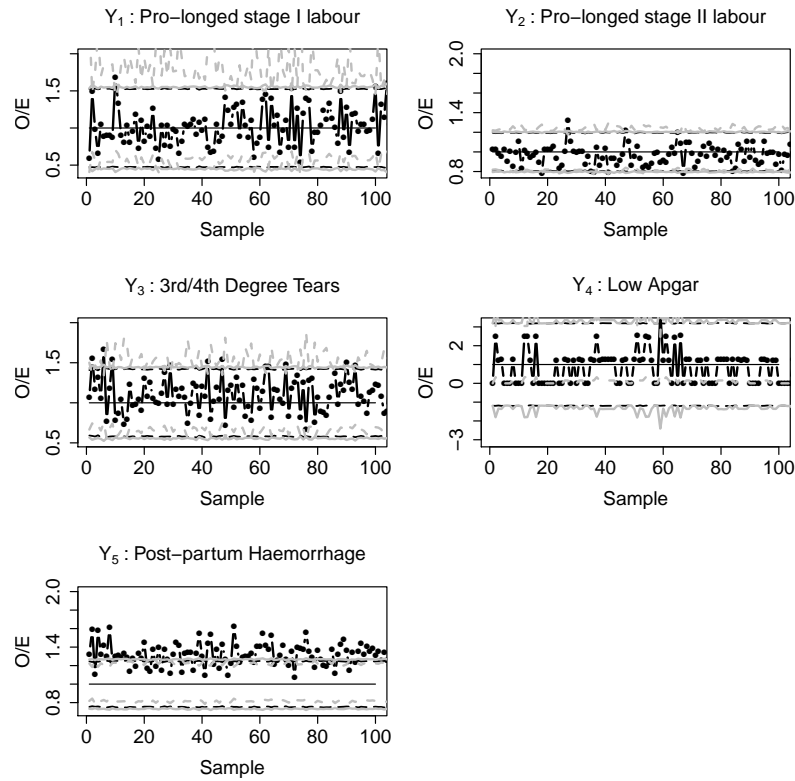 Y1 : Pro−longed stage I labour
O/E
1.5
0.5
0 20 40 60 80 100
Sample
Y2 : Pro−longed stage II labour
O/E
2.0
1.4
0.8
0 20 40 60 80 100
Sample
Y3 : 3rd/4th Degree Tears
O/E
1.5
0.5
0 20 40 60 80 100
Sample
Y4 : Low Apgar
O/E
2
0
−3
0 20 40 60 80 100
Sample
Y5 : Post−partum Haemorrhage
O/E
2.0
1.4
0.8
0 20 40 60 80 100
Sample